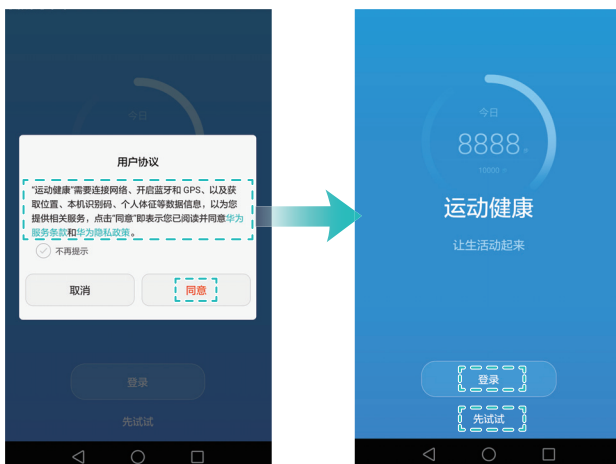 今日
用户协议
"运动健康"需要连接网络、开启蓝牙和 GPS、以及获
取位置、本机识别码、个人体征等数据信息，以为您
提供相关服务，点击"同意"即表示您已阅读并同意华为
服务条款和华为隐私政策。
不再提示
取消
同意
登录
先试试
今日
8888 步
10000 步
运动健康
让生活动起来
登录
先试试